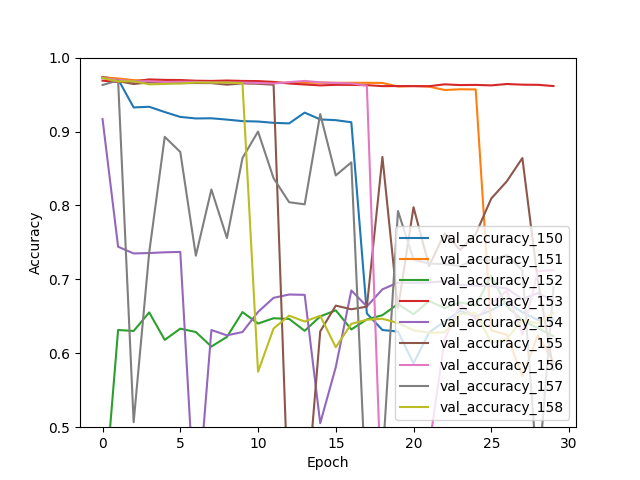 1.0
0.9
0.8
0.7
0.6
0.5
Accuracy
0
5
10
15
20
25
30
Epoch
val_accuracy_150
val_accuracy_151
val_accuracy_152
val_accuracy_153
val_accuracy_154
val_accuracy_155
val_accuracy_156
val_accuracy_157
val_accuracy_158